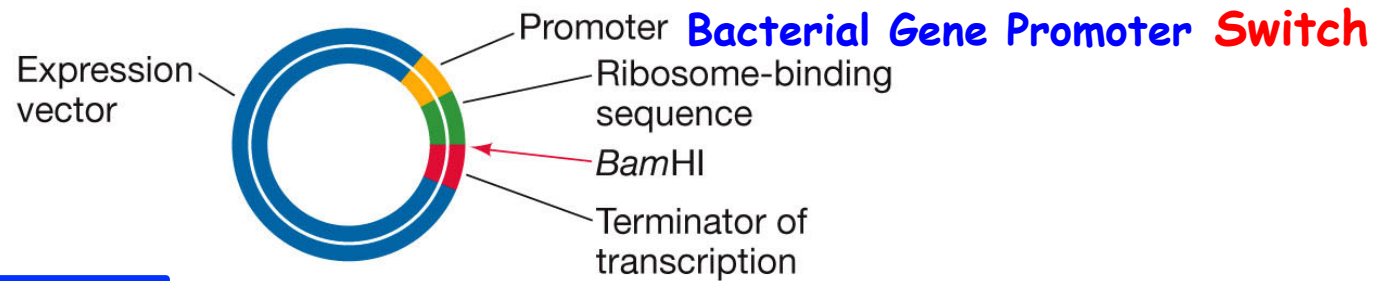 Promoter Bacterial Gene Promoter Switch
Expression
vector
Ribosome-binding
sequence
BamHI
Terminator of
transcription